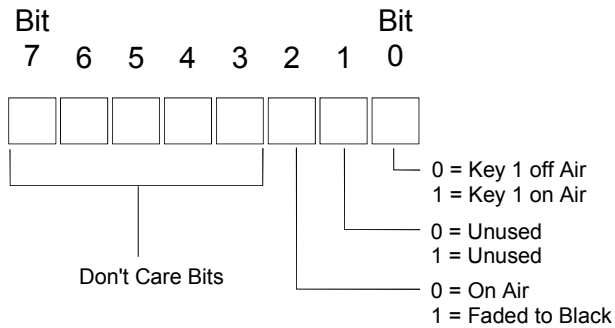 Bit Bit
7 6 5 4 3 2 1 0
0 = Key 1 off Air
1 = Key 1 on Air
0 = Unused
1 = Unused
Don't Care Bits
0 = On Air
1 = Faded to Black